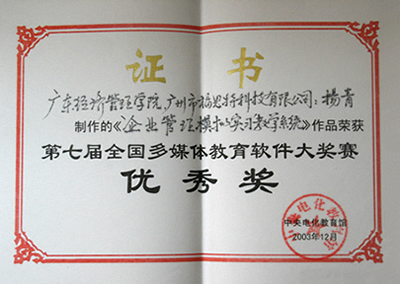 证书
广东经济管理学院、广州市福思特科技有限公司：杨青
制作的《企业管理模拟实习教学系统》作品荣获
第七届全国多媒体教育软件大奖赛
优秀奖
中央电化教育馆
2003年12月